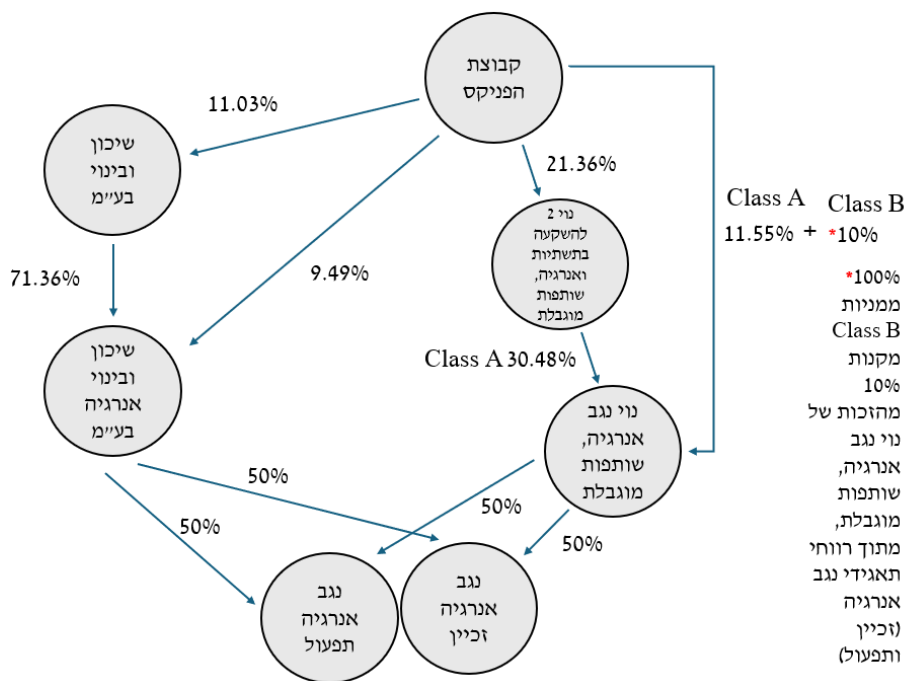 קבוצת
הפניקס
11.03%
שיכון
ובינוי
בע״מ
21.36%
Class A
Class B
11.55% + *10%
נוי 2
להשקעה
בתשתיות
ואנרגיה,
שותפות
מוגבלת
71.36%
9.49%
*100%
ממניות
Class B
מקנות
10%
מהזכות של
נוי נגב
אנרגיה,
שותפות
מוגבלת,
מתוך רווחי
תאגידי נגב
אנרגיה
(זכיין
ותפעול)
Class A 30.48%
שיכון
ובינוי
אנרגיה
בע״מ
נוי נגב
אנרגיה,
שותפות
מוגבלת
50%
50%
50%
50%
נגב
אנרגיה
תפעול
נגב
אנרגיה
זכיין